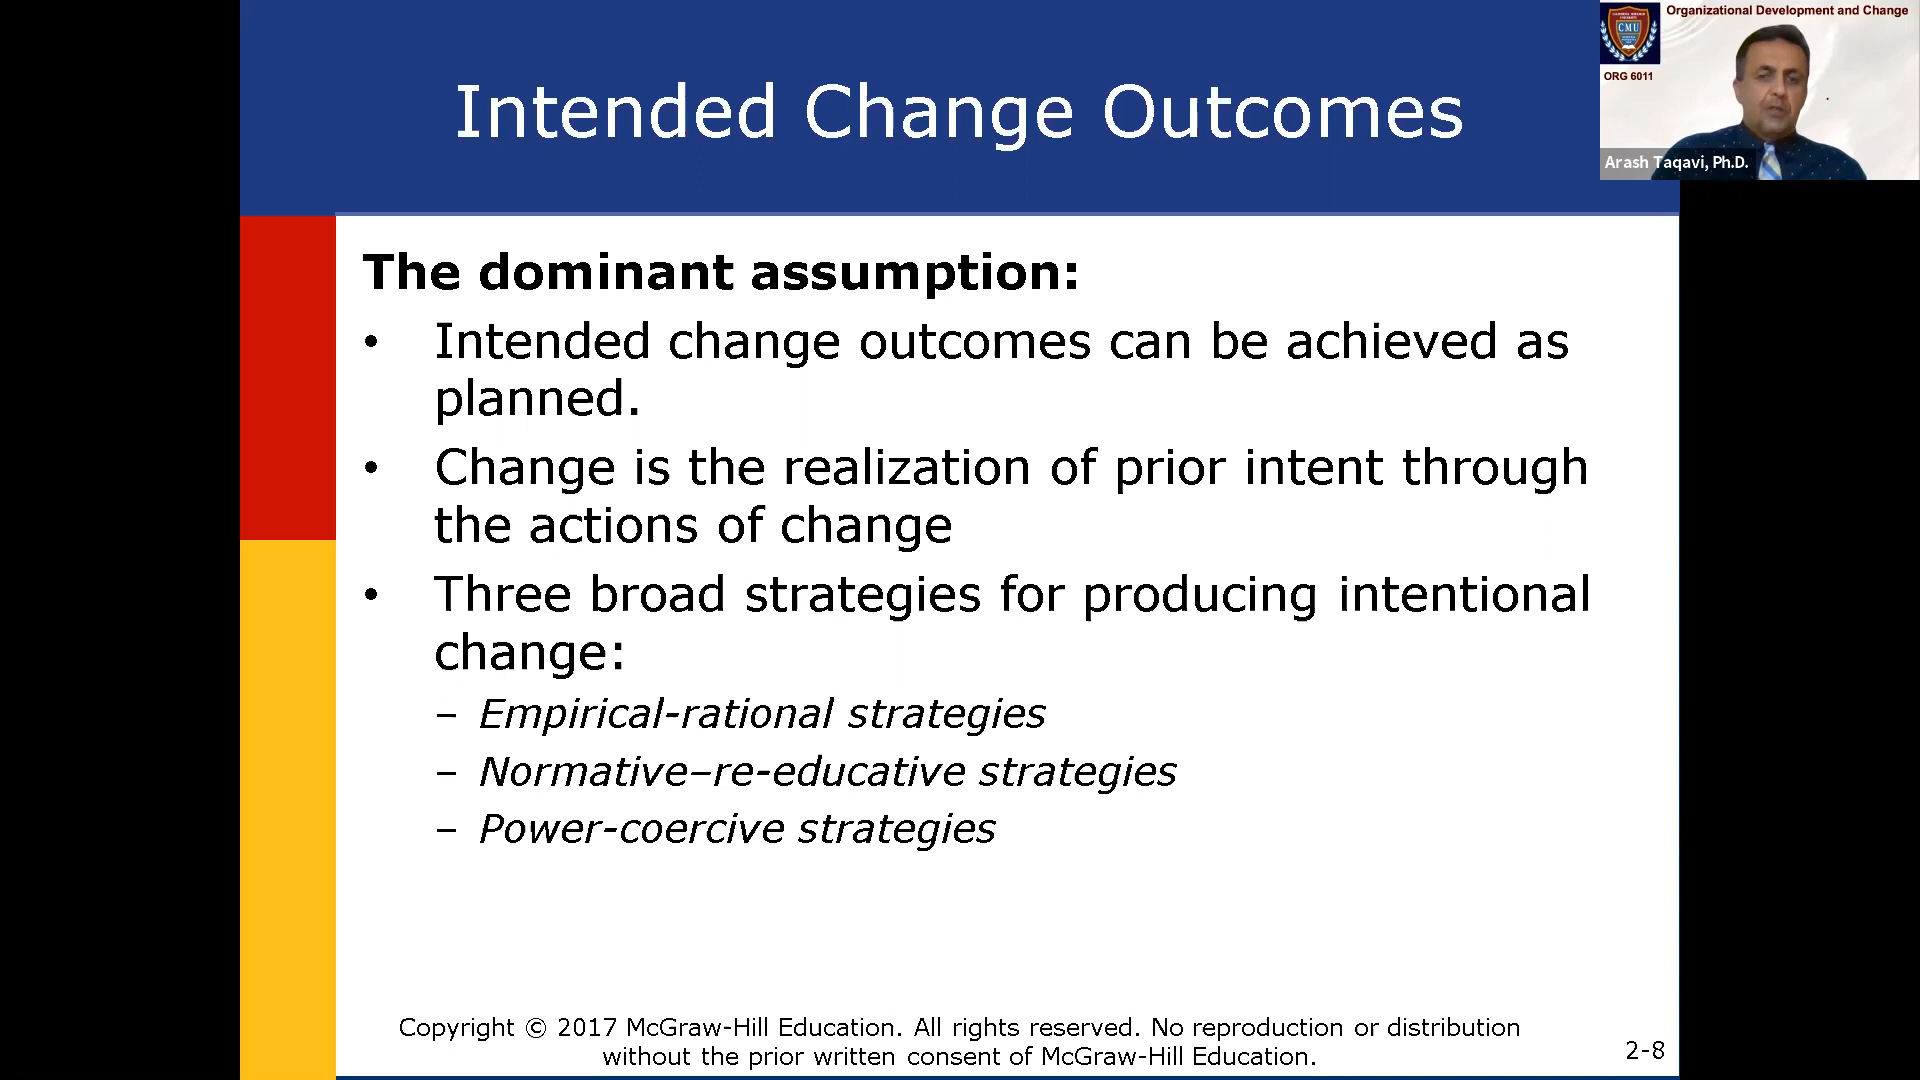 Intended Change Outcomes
Organizational Development and Change
CMU
ORG 6011
Arash Taqavi, Ph.D.
The dominant assumption:
• Intended change outcomes can be achieved as
planned.
• Change is the realization of prior intent through
the actions of change
• Three broad strategies for producing intentional
change:
– Empirical-rational strategies
– Normative–re-educative strategies
– Power-coercive strategies
Copyright © 2017 McGraw-Hill Education. All rights reserved. No reproduction or distribution
without the prior written consent of McGraw-Hill Education.
2-8